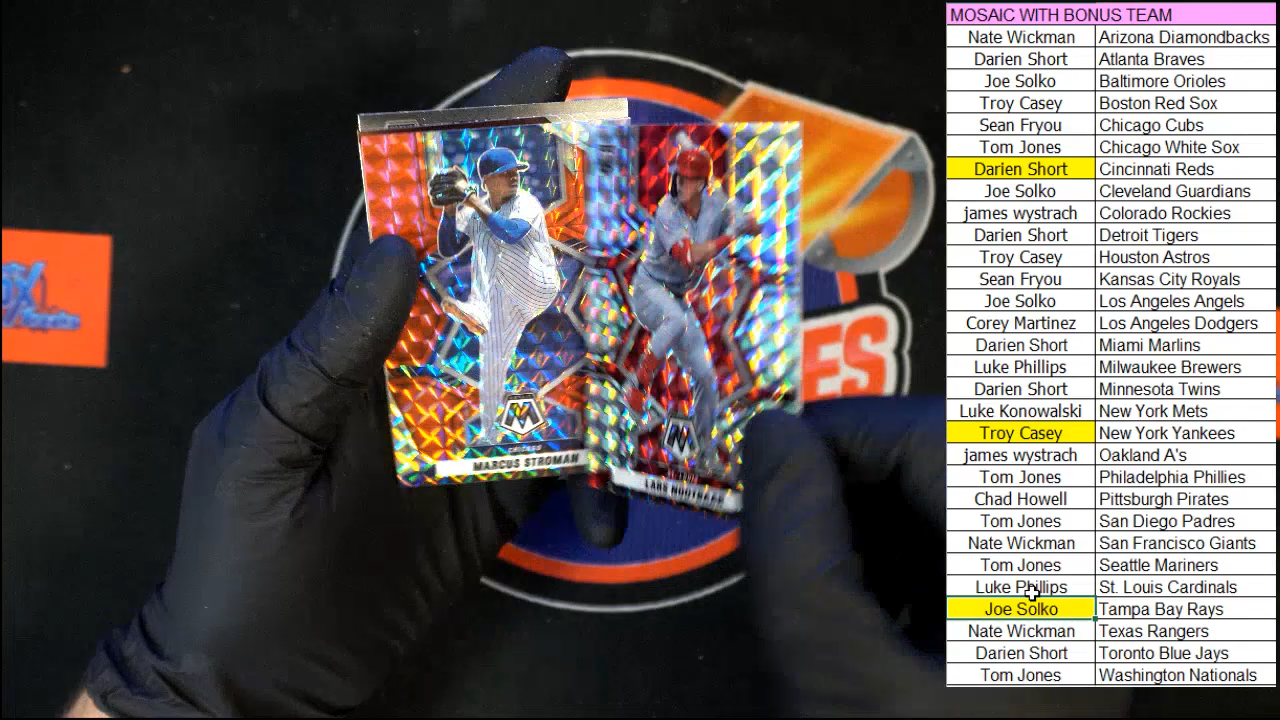 MOSAIC WITH BONUS TEAM
Nate Wickman Arizona Diamondbacks
Darien Short Atlanta Braves
Joe Solko Baltimore Orioles
Troy Casey Boston Red Sox
Sean Fryou Chicago Cubs
Tom Jones Chicago White Sox
Darien Short Cincinnati Reds
Joe Solko Cleveland Guardians
james wystrach Colorado Rockies
Darien Short Detroit Tigers
Troy Casey Houston Astros
Sean Fryou Kansas City Royals
Joe Solko Los Angeles Angels
Corey Martinez Los Angeles Dodgers
Darien Short Miami Marlins
Luke Phillips Milwaukee Brewers
Darien Short Minnesota Twins
Luke Konowalski New York Mets
Troy Casey New York Yankees
james wystrach Oakland A's
Tom Jones Philadelphia Phillies
Chad Howell Pittsburgh Pirates
Tom Jones San Diego Padres
Nate Wickman San Francisco Giants
Tom Jones Seattle Mariners
Luke Phillips St. Louis Cardinals
Joe Solko Tampa Bay Rays
Nate Wickman Texas Rangers
Darien Short Toronto Blue Jays
Tom Jones Washington Nationals
CHICAGO
MARCUS STROMAN
LARS NOOTBAAR
ES